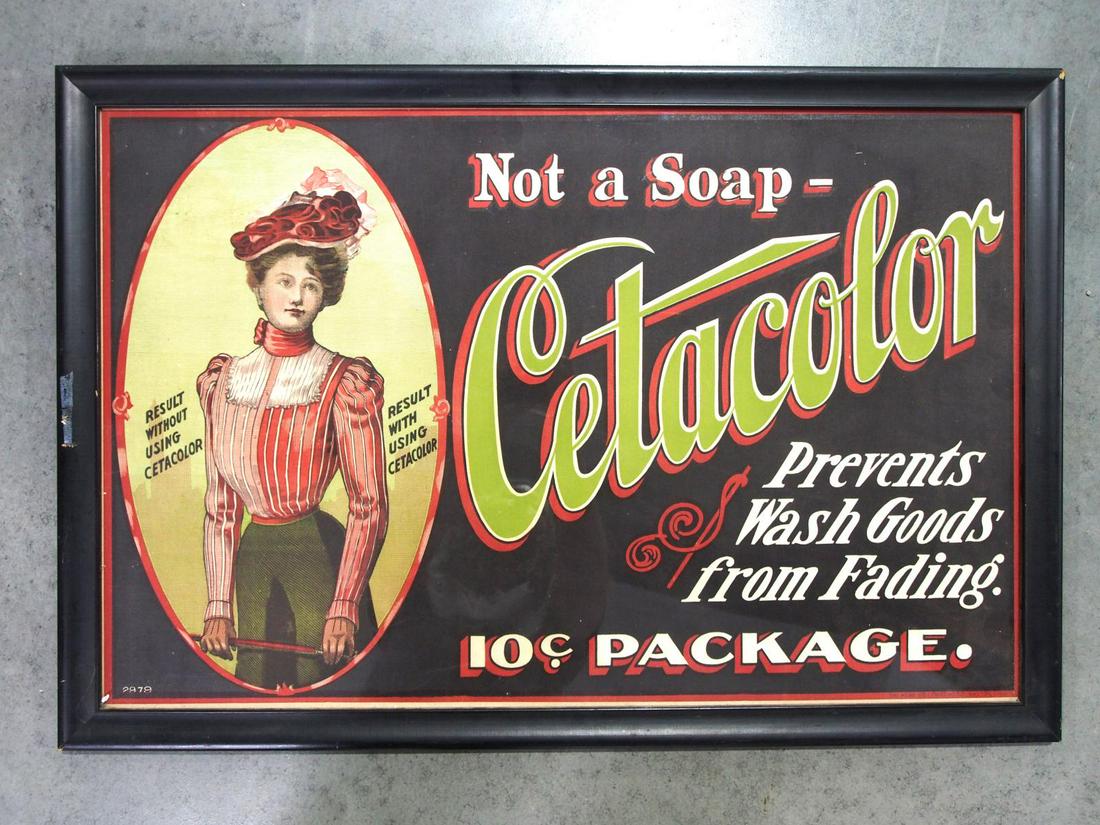 Not a Soap –
Cetacolor
Prevents
Wash Goods
from Fading.
10¢ PACKAGE.
RESULT
WITHOUT
USING
CETACOLOR
RESULT
WITH
USING
CETACOLOR
2878